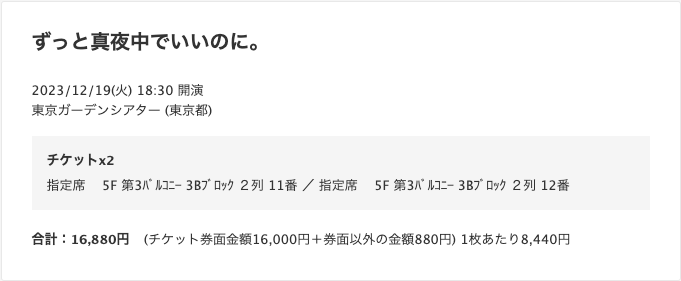 ずっと真夜中でいいのに。
2023/12/19(火) 18:30 開演
東京ガーデンシアター (東京都)
チケットx2
指定席　5F 第3ﾊﾞﾙｺﾆｰ 3Bﾌﾞﾛｯｸ ２列 11番 ／ 指定席　5F 第3ﾊﾞﾙｺﾆｰ 3Bﾌﾞﾛｯｸ ２列 12番
合計：16,880円　(チケット券面金額16,000円＋券面以外の金額880円) 1枚あたり8,440円